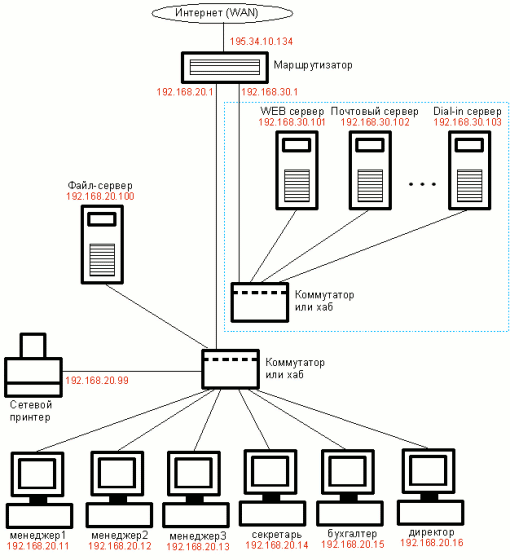 Интернет (WAN)
195.34.10.134
Маршрутизатор
192.168.20.1
192.168.30.1
WEB сервер
192.168.30.101
Почтовый сервер
192.168.30.102
Dial-in сервер
192.168.30.103
...
Файл-сервер
192.168.20.100
Коммутатор
или хаб
Коммутатор
или хаб
192.168.20.99
Сетевой
принтер
менеджер1
192.168.20.11
менеджер2
192.168.20.12
менеджер3
192.168.20.13
секретарь
192.168.20.14
бухгалтер
192.168.20.15
директор
192.168.20.16